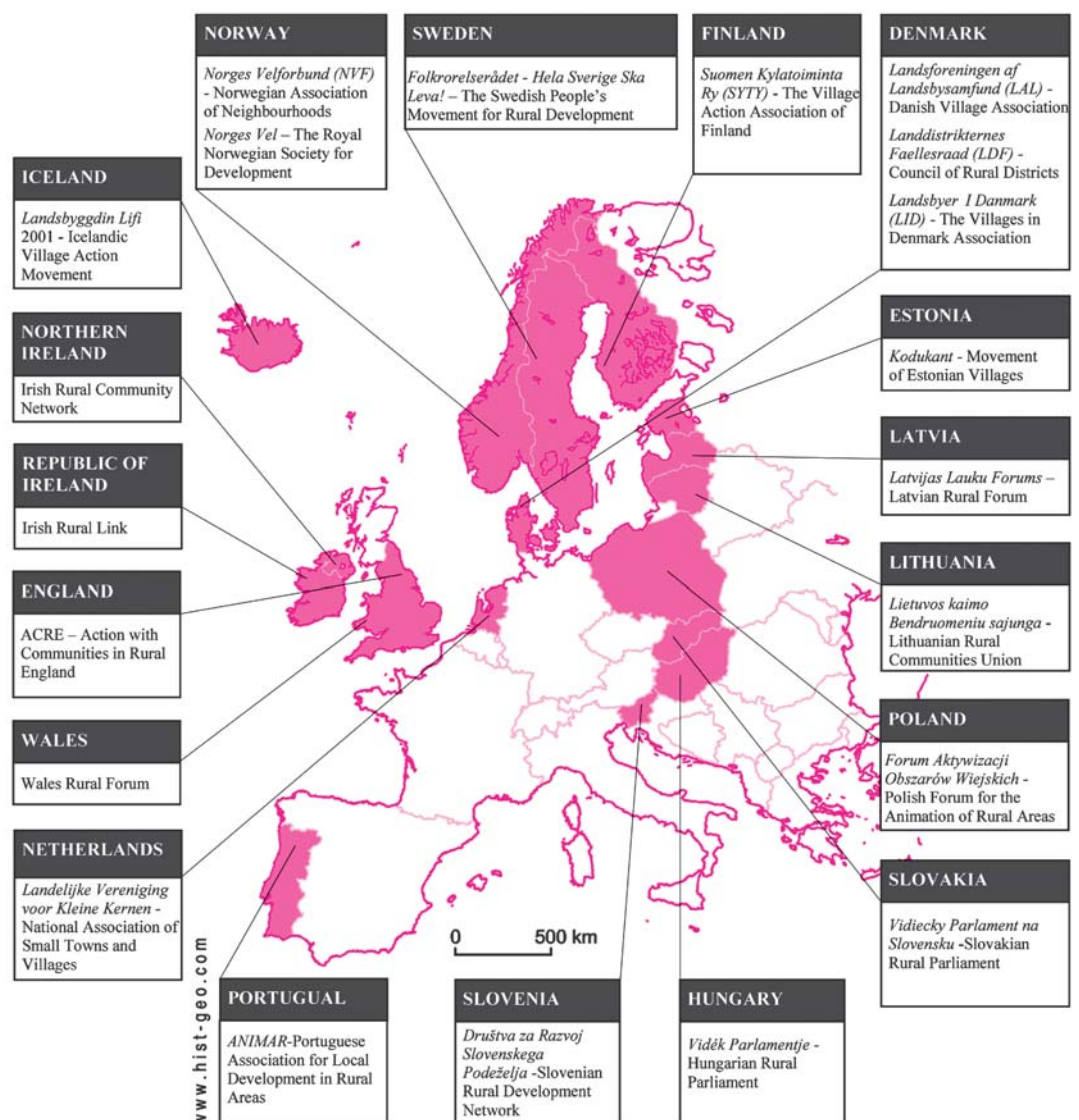 NORWAY
Norges Velforbund (NVF)
- Norwegian Association
of Neighbourhoods
Norges Vel – The Royal
Norwegian Society for
Development
SWEDEN
Folkrorelserådet - Hela Sverige Ska
Leva! – The Swedish People's
Movement for Rural Development
FINLAND
Suomen Kylatoiminta
Ry (SYTY) - The Village
Action Association of
Finland
DENMARK
Landsforeningen af
Landsbysamfund (LAL) -
Danish Village Association
Landdistrikternes
Faellesraad (LDF) -
Council of Rural Districts
Landsbyer I Danmark
(LID) - The Villages in
Denmark Association
ICELAND
Landsbyggdin Lifi
2001 - Icelandic
Village Action
Movement
NORTHERN
IRELAND
Irish Rural Community
Network
REPUBLIC OF
IRELAND
Irish Rural Link
ENGLAND
ACRE – Action with
Communities in Rural
England
WALES
Wales Rural Forum
NETHERLANDS
Landelijke Vereniging
voor Kleine Kernen -
National Association of
Small Towns and
Villages
ESTONIA
Kodukant - Movement
of Estonian Villages
LATVIA
Latvijas Lauku Forums –
Latvian Rural Forum
LITHUANIA
Lietuvos kaimo
Bendruomeniu sajunga -
Lithuanian Rural
Communities Union
POLAND
Forum Aktywizacji
Obszarów Wiejskich -
Polish Forum for the
Animation of Rural Areas
SLOVAKIA
Vidiecky Parlament na
Slovensku -Slovakian
Rural Parliament
0 500 km
www.hist-geo.com
PORTUGUAL
ANIMAR-Portuguese
Association for Local
Development in Rural
Areas
SLOVENIA
Društva za Razvoj
Slovenskega
Podeželja -Slovenian
Rural Development
Network
HUNGARY
Vidék Parlamentje -
Hungarian Rural
Parliament